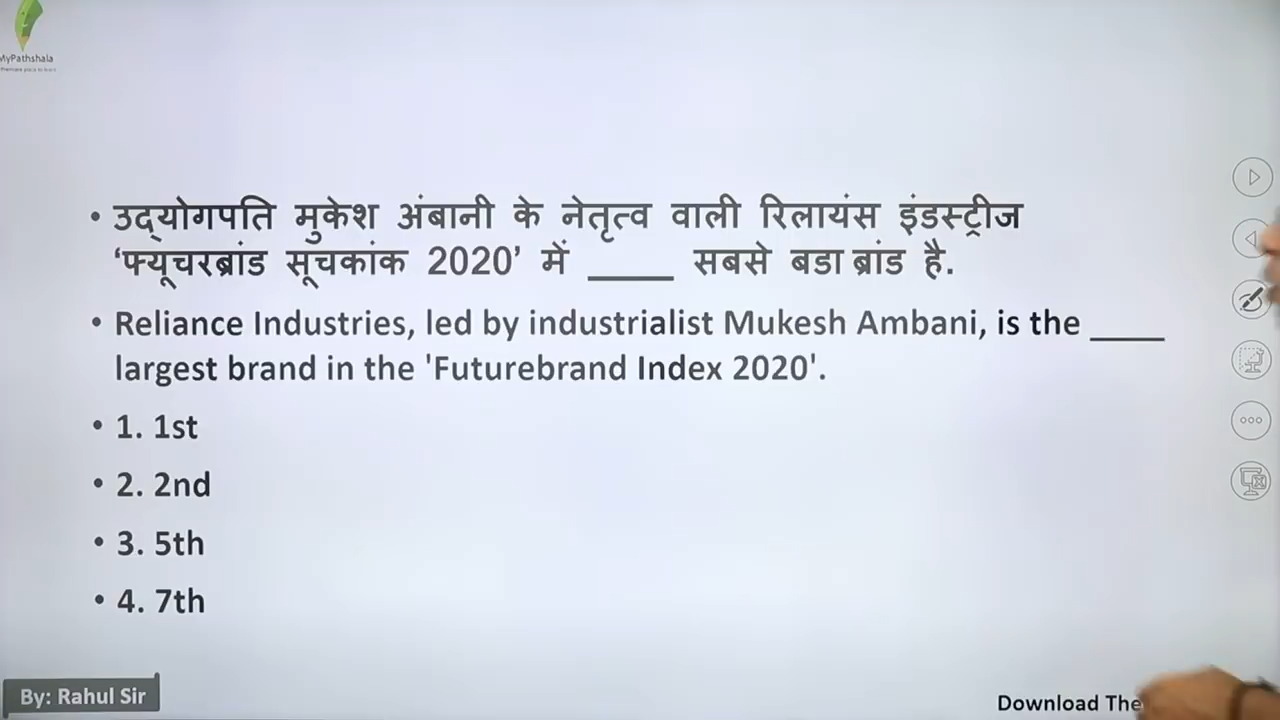 MyPathshala
उद्योगपति मुकेश अंबानी के नेतृत्व वाली रिलायंस इंडस्ट्रीज
‘फ्यूचरब्रांड सूचकांक 2020’ में _____ सबसे बडा ब्रांड है.
Reliance Industries, led by industrialist Mukesh Ambani, is the ____
largest brand in the 'Futurebrand Index 2020'.
1. 1st
2. 2nd
3. 5th
4. 7th
By: Rahul Sir
Download The